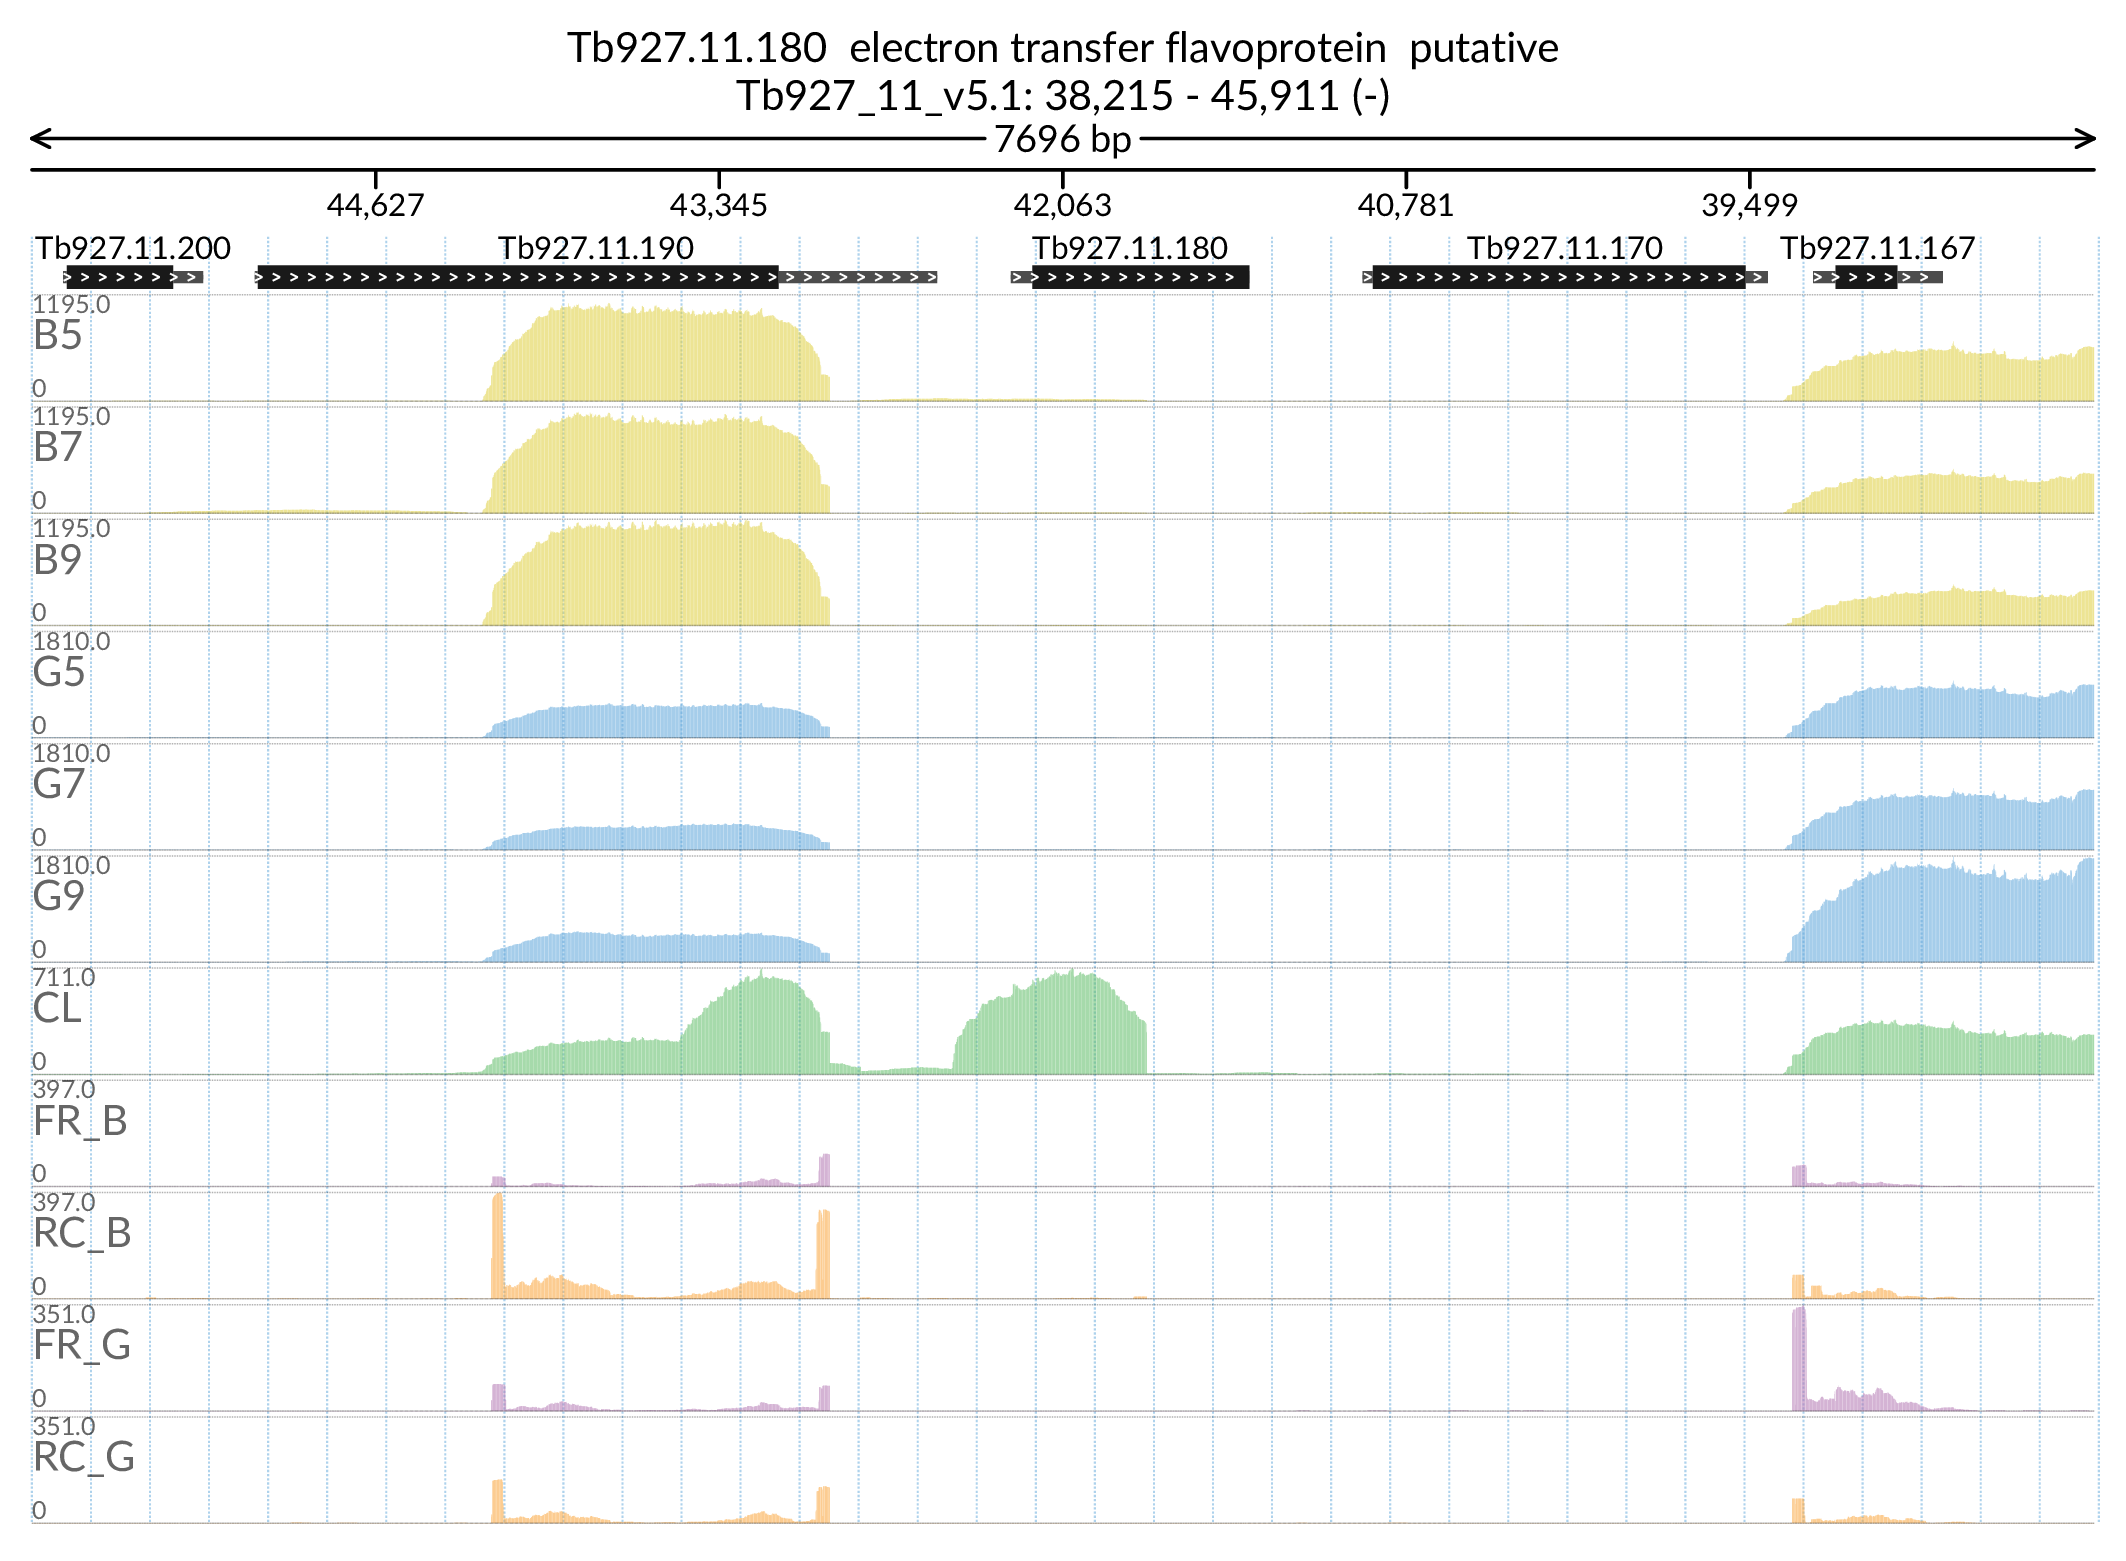 Tb927.11.180  electron transfer flavoprotein  putative
Tb927_11_v5.1: 38,215 - 45,911 (-)
7696 bp
44,627 43,345 42,063 40,781 39,499
Tb927.11.200 Tb927.11.190 Tb927.11.180 Tb927.11.170 Tb927.11.167
1195.0
B5
0
1195.0
B7
0
1195.0
B9
0
1810.0
G5
0
1810.0
G7
0
1810.0
G9
0
711.0
CL
0
397.0
FR_B
0
397.0
RC_B
0
351.0
FR_G
0
351.0
RC_G
0